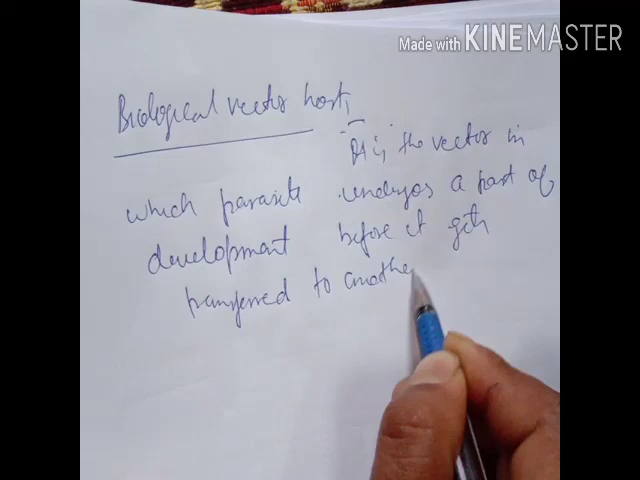 Made with KINEMASTER
Biological vector host,
It is the vector in
which parasite undergoes a part of
development before it gets
transferred to anothe